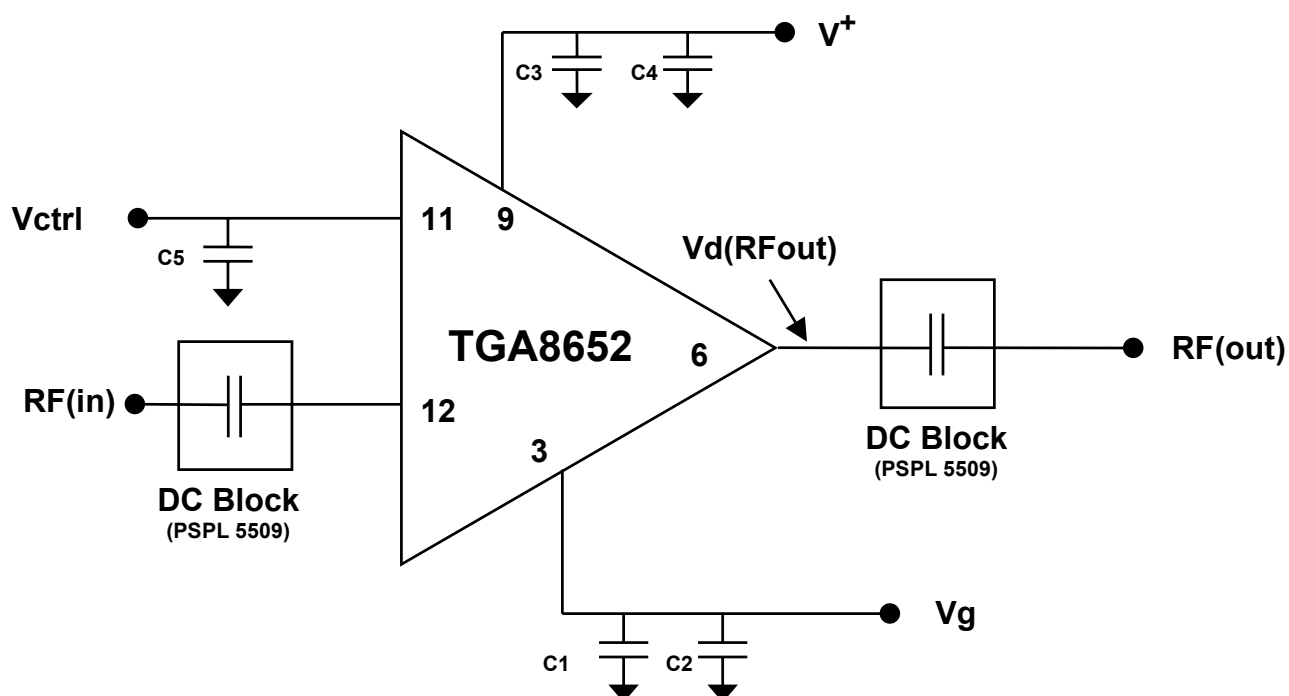 V+
C3
C4
Vctrl
11
9
C5
Vd(RFout)
TGA8652
6
RF(out)
RF(in)
12
DC Block
(PSPL 5509)
3
DC Block
(PSPL 5509)
Vg
C1
C2